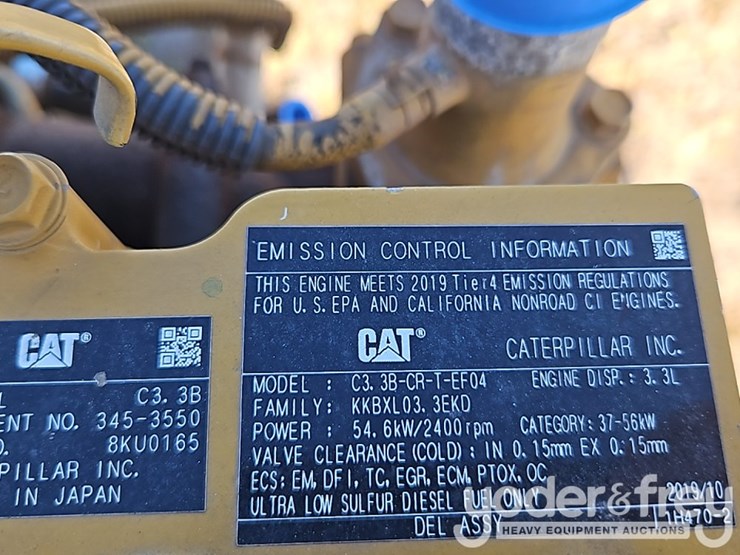 EMISSION CONTROL INFORMATION
THIS ENGINE MEETS 2019 Tier4 EMISSION REGULATIONS
FOR U.S. EPA AND CALIFORNIA NONROAD CI ENGINES.
CAT® CATERPILLAR INC.
MODEL : C3.3B-CR-T-EF04 ENGINE DISP.: 3.3L
FAMILY: KKBXL03.3EKD
POWER : 54.6kW/2400rpm CATEGORY: 37-56kW
VALVE CLEARANCE (COLD) : IN 0.15mm EX 0.15mm
ECS: EM, DFI, TC, EGR, ECM, PTOX, OC
ULTRA LOW SULFUR DIESEL FUEL ONLY 2019/10
DEL ASSY 1H470-2
CAT®
C3.3B
ENT NO. 345-3550
8KU0165
PILLAR INC.
IN JAPAN
yoder&frey
HEAVY EQUIPMENT AUCTIONS